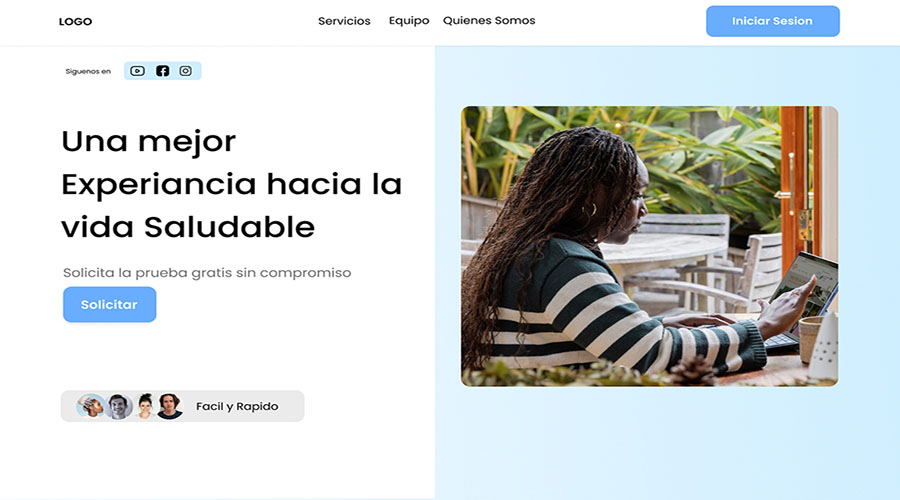 LOGO
Servicios
Equipo
Quienes Somos
Iniciar Sesion
Siguenos en
Una mejor
Experiancia hacia la
vida Saludable
Solicita la prueba gratis sin compromiso
Solicitar
Facil y Rapido